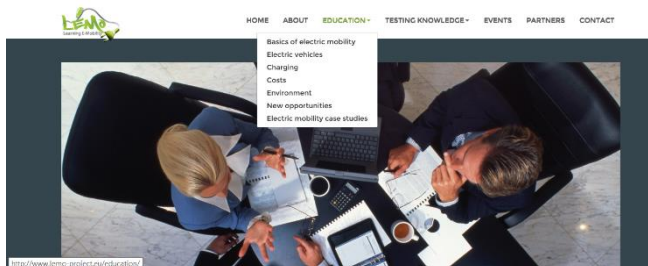 LEMO
Learning E-Mobility
HOME ABOUT EDUCATION TESTING KNOWLEDGE EVENTS PARTNERS CONTACT
Basics of electric mobility
Electric vehicles
Charging
Costs
Environment
New opportunities
Electric mobility case studies
http://www.lemo-project.eu/education/